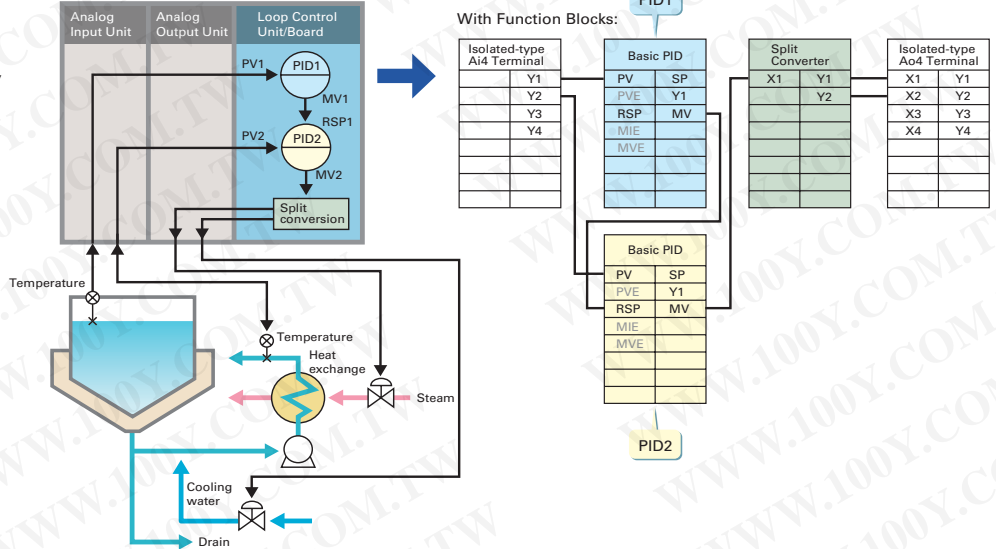 Analog
Input Unit
Analog
Output Unit
Loop Control
Unit/Board
PV1
PID1
MV1
RSP1
PV2
PID2
MV2
Split
conversion
Temperature
Temperature
Heat
exchange
Steam
Cooling
water
Drain
With Function Blocks:
PID1
Isolated-type
Ai4 Terminal
Y1
Y2
Y3
Y4
Basic PID
PV SP
PVE Y1
RSP MV
MIE
MVE
Split
Converter
X1 Y1
Y2
Isolated-type
Ao4 Terminal
X1 Y1
X2 Y2
X3 Y3
X4 Y4
Basic PID
PV SP
PVE Y1
RSP MV
MIE
MVE
PID2
WWW.100Y.COM.TW